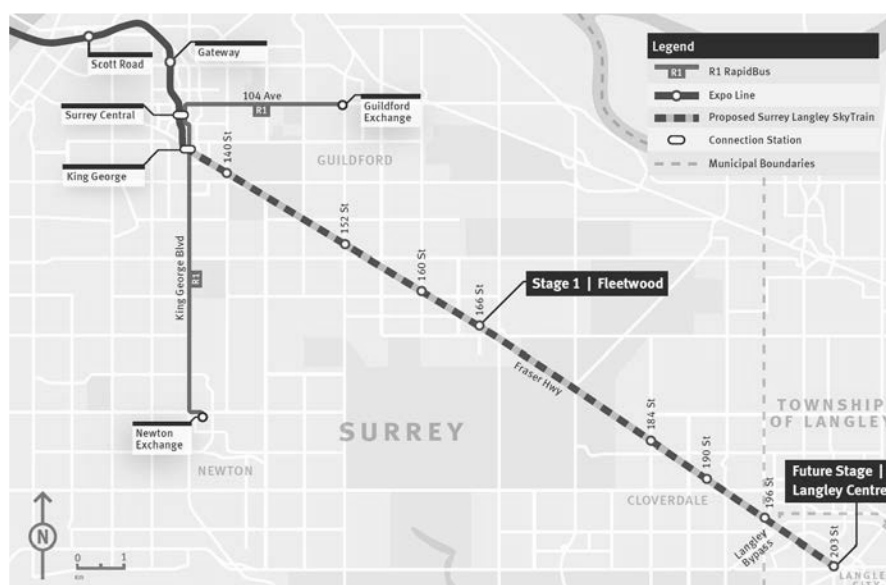 Scott Road
Gateway
Surrey Central
King George
104 Ave
R1
Guildford
Exchange
GUILDFORD
Legend
R1 R1 RapidBus
Expo Line
Proposed Surrey Langley SkyTrain
Connection Station
Municipal Boundaries
140 St
152 St
160 St
166 St
Stage 1 | Fleetwood
King George Blvd
R1
Fraser Hwy
Newton
Exchange
NEWTON
SURREY
184 St
190 St
196 St
203 St
CLOVERDALE
TOWNSHIP
OF LANGLEY
Future Stage |
Langley Centre
Langley
Bypass
LANGLEY
CITY
N
0 1
km